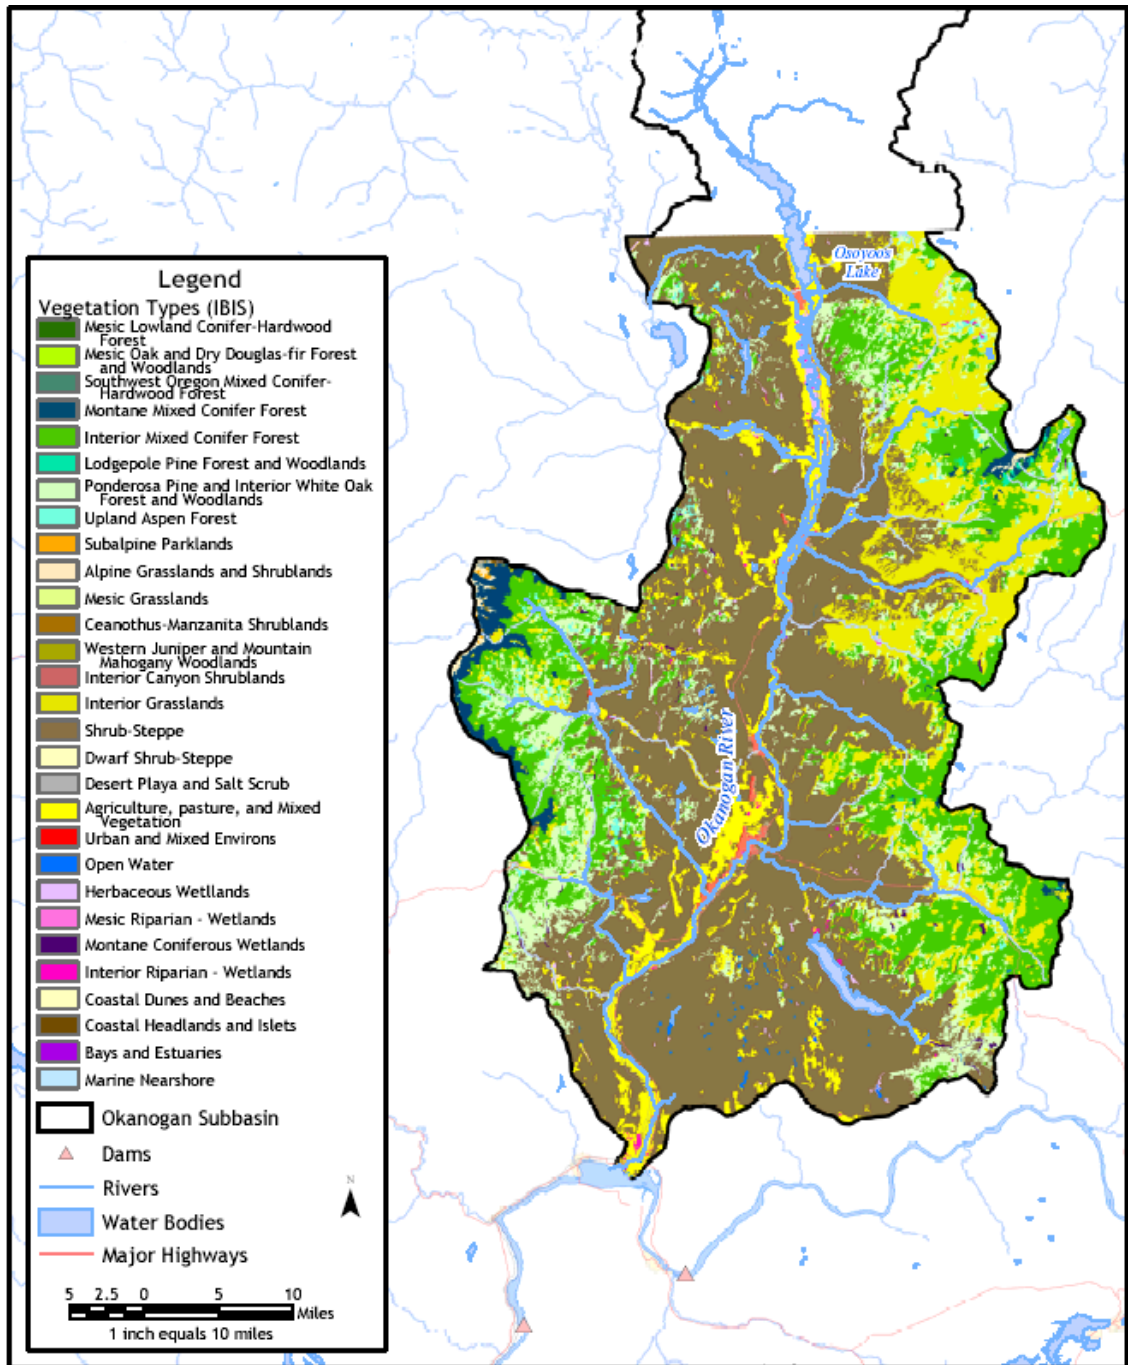 Osoyoos
Lake
Legend
Vegetation Types (IBIS)
Mesic Lowland Conifer-Hardwood
Forest
Mesic Oak and Dry Douglas-fir Forest
and Woodlands
Southwest Oregon Mixed Conifer-
Hardwood Forest
Montane Mixed Conifer Forest
Interior Mixed Conifer Forest
Lodgepole Pine Forest and Woodlands
Ponderosa Pine and Interior White Oak
Forest and Woodlands
Upland Aspen Forest
Subalpine Parklands
Alpine Grasslands and Shrublands
Mesic Grasslands
Ceanothus-Manzanita Shrublands
Western Juniper and Mountain
Mahogany Woodlands
Interior Canyon Shrublands
Interior Grasslands
Shrub-Steppe
Dwarf Shrub-Steppe
Desert Playa and Salt Scrub
Agriculture, pasture, and Mixed
Vegetation
Urban and Mixed Environs
Open Water
Herbaceous Wetllands
Mesic Riparian - Wetlands
Montane Coniferous Wetlands
Interior Riparian - Wetlands
Coastal Dunes and Beaches
Coastal Headlands and Islets
Bays and Estuaries
Marine Nearshore
Okanogan Subbasin
Dams
Rivers
Water Bodies
Major Highways
N
5 2.5 0 5 10
Miles
1 inch equals 10 miles
Okanogan River